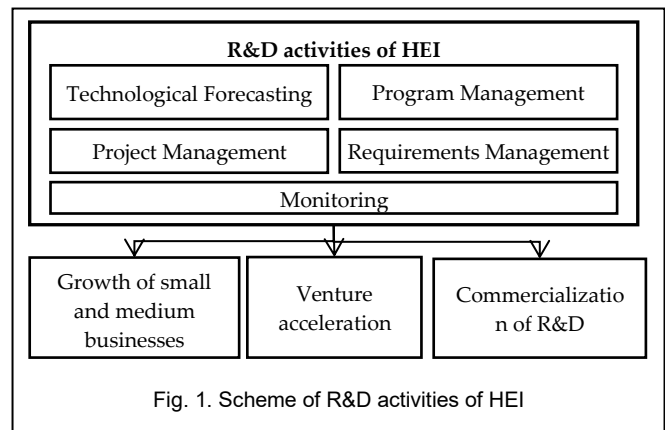 R&D activities of HEI
Technological Forecasting
Program Management
Project Management
Requirements Management
Monitoring
Growth of small
and medium
businesses
Venture
acceleration
Commercializatio
n of R&D
Fig. 1. Scheme of R&D activities of HEI